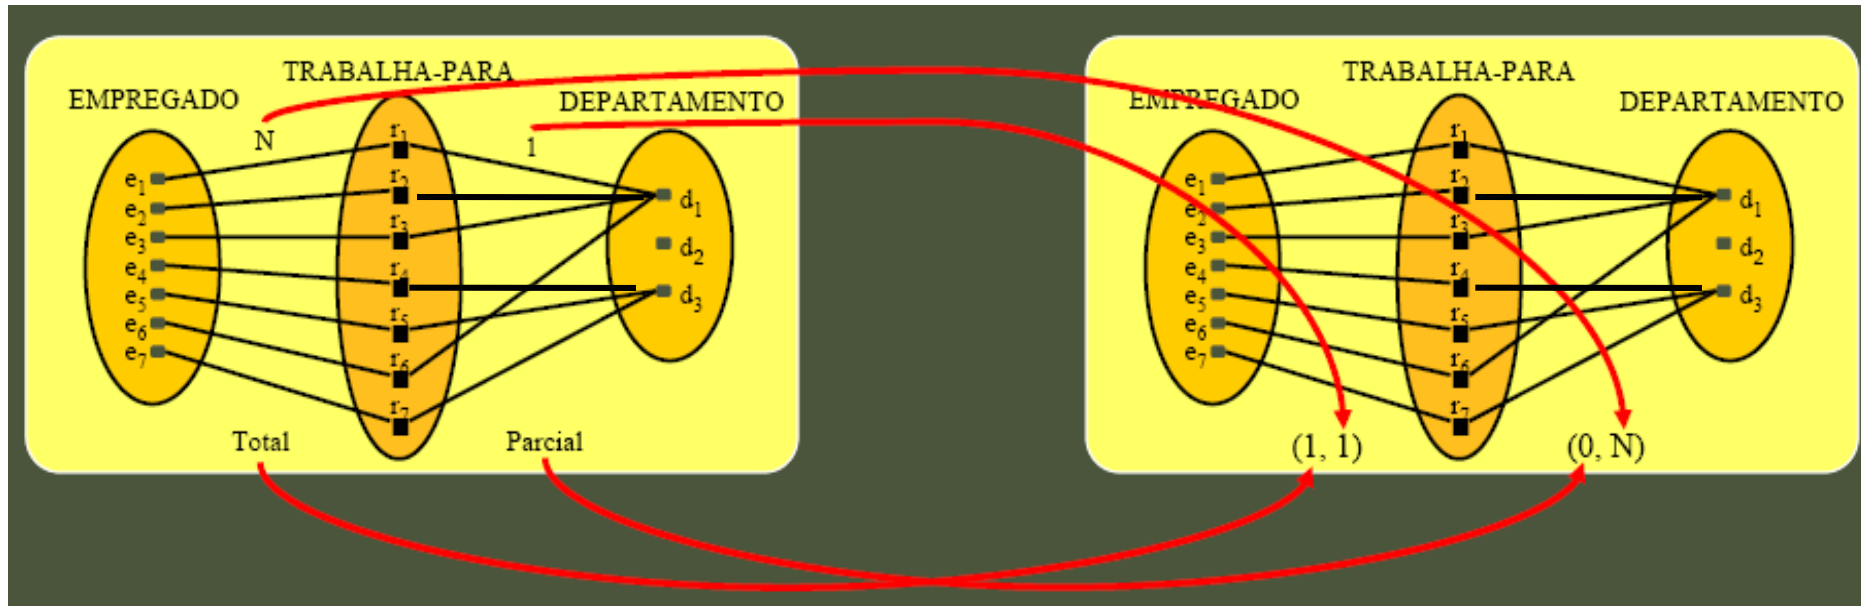 TRABALHA-PARA
EMPREGADO
DEPARTAMENTO
N
1
r1
r2
r3
r4
r5
r6
r7
e1
e2
e3
e4
e5
e6
e7
d1
d2
d3
Total
Parcial
TRABALHA-PARA
EMPREGADO
DEPARTAMENTO
r1
r2
r3
r4
r5
r6
r7
e1
e2
e3
e4
e5
e6
e7
d1
d2
d3
(1, 1)
(0, N)